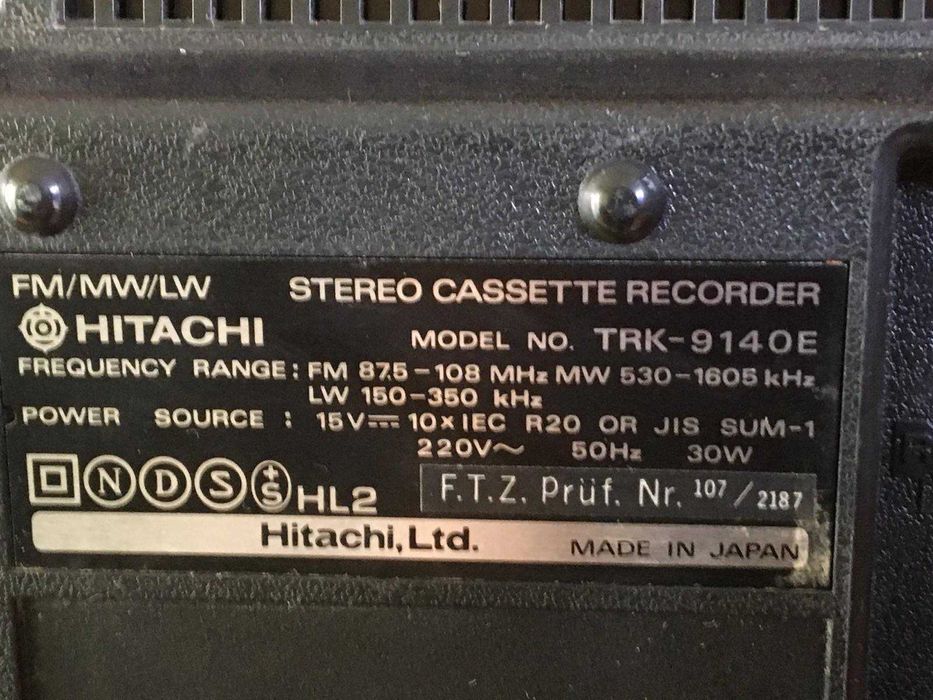 FM/MW/LW STEREO CASSETTE RECORDER
HITACHI MODEL NO. TRK-9140E
FREQUENCY RANGE: FM 87.5-108 MHz MW 530-1605 kHz
LW 150-350 kHz
POWER SOURCE: 15V⎓ 10×IEC R20 OR JIS SUM-1
220V~ 50Hz 30W
N D S +S HL2 F.T.Z. Prüf. Nr. 107/2187
Hitachi, Ltd. MADE IN JAPAN